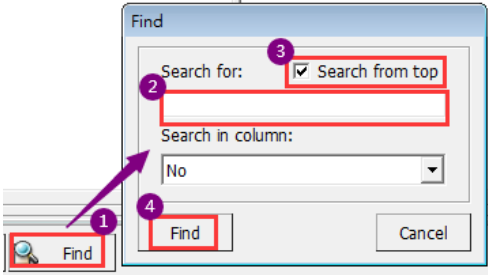 Find
3
Search for: Search from top
2
Search in column:
No
4
1
Find Cancel
Find